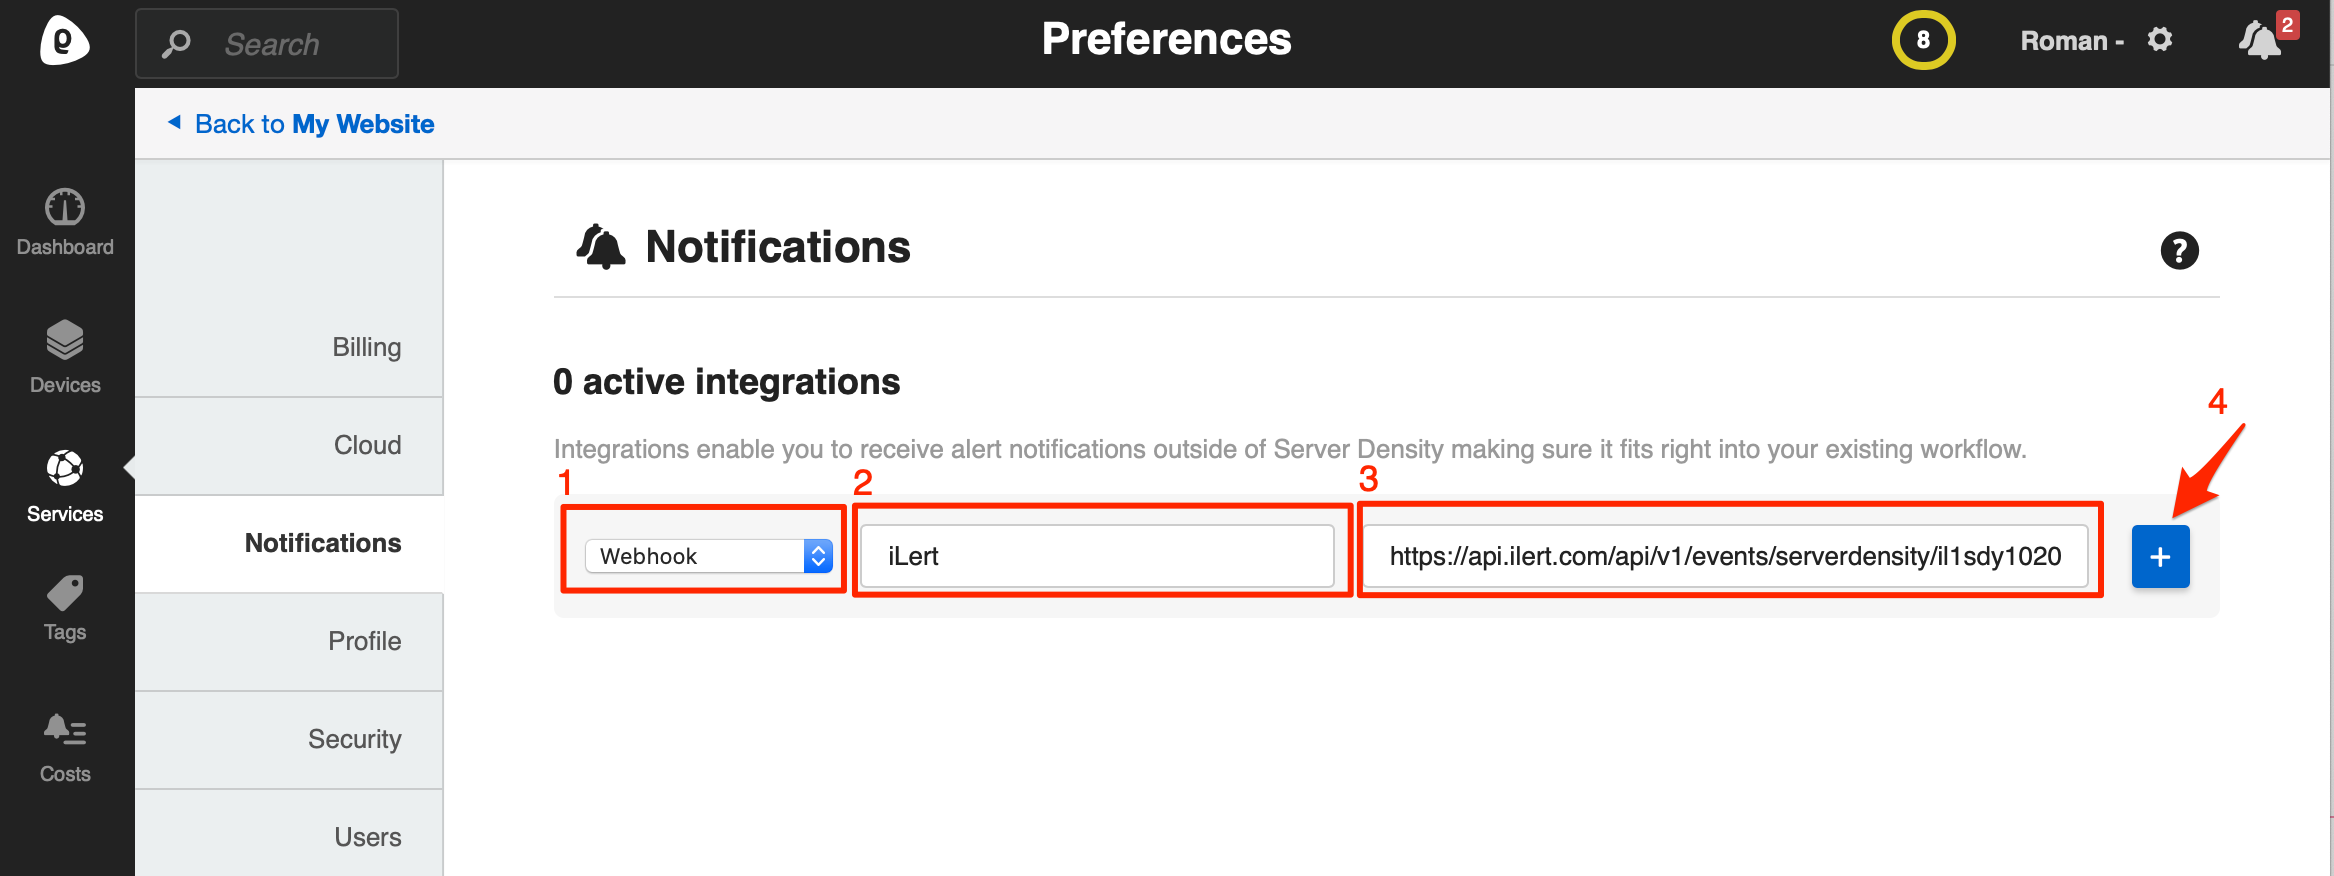 Search
Preferences
8
Roman -
2
Back to My Website
Dashboard
Devices
Services
Tags
Costs
Billing
Cloud
Notifications
Profile
Security
Users
Notifications
?
0 active integrations
4
Integrations enable you to receive alert notifications outside of Server Density making sure it fits right into your existing workflow.
1 2 3
Webhook
iLert
https://api.ilert.com/api/v1/events/serverdensity/il1sdy1020
+